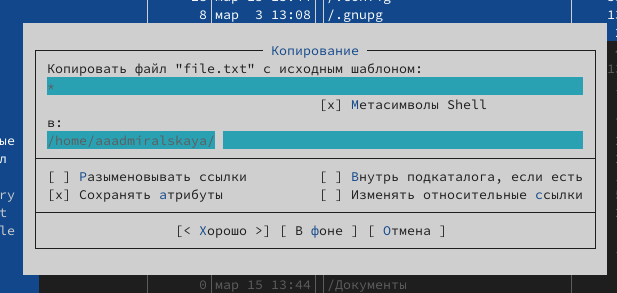 8 мар 3 13:08 /.gnupg
Копирование
Копировать файл "file.txt" с исходным шаблоном:
*
[x] Метасимволы Shell
в:
/home/aaadmiralskaya/
[ ] Разыменовывать ссылки [ ] Внутрь подкаталога, если есть
[x] Сохранять атрибуты [ ] Изменять относительные ссылки
[< Хорошо >] [ В фоне ] [ Отмена ]
0 мар 15 13:44 /Документы